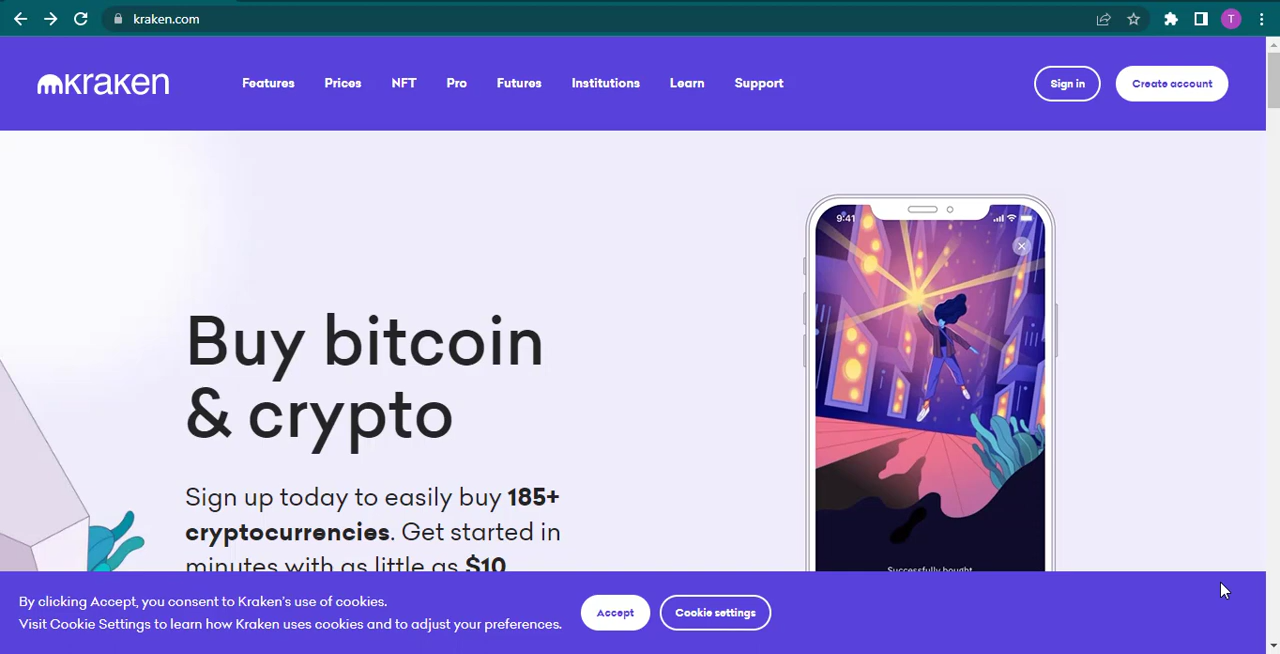 kraken.com
T
mkraken
Features Prices NFT Pro Futures Institutions Learn Support
Sign in Create account
9:41
Buy bitcoin
& crypto
Sign up today to easily buy 185+
cryptocurrencies. Get started in
minutes with as little as $10
Successfully bought
By clicking Accept, you consent to Kraken's use of cookies.
Visit Cookie Settings to learn how Kraken uses cookies and to adjust your preferences.
Accept Cookie settings